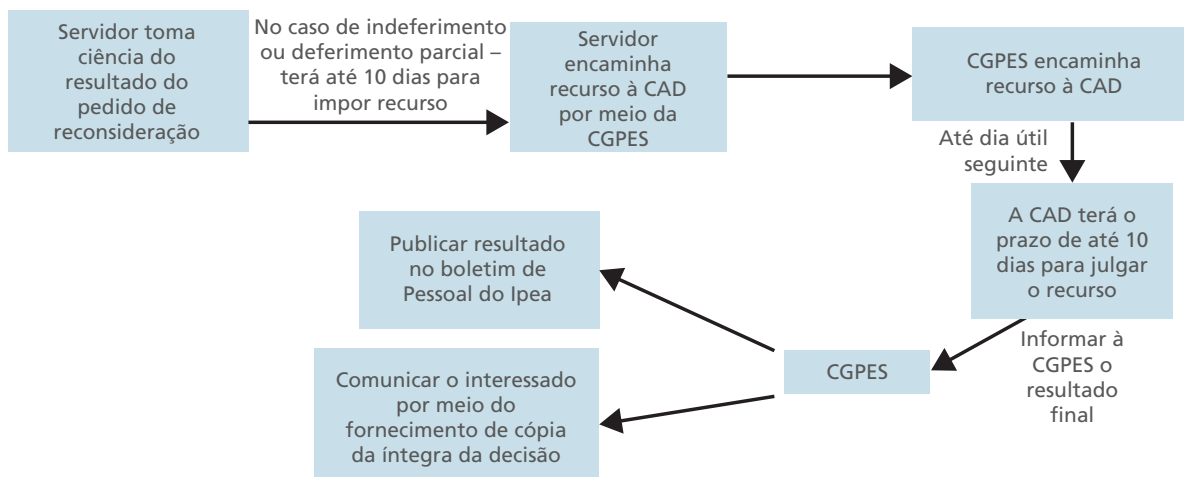 Servidor toma
ciência do
resultado do
pedido de
reconsideração
No caso de indeferimento
ou deferimento parcial –
terá até 10 dias para
impor recurso
Servidor
encaminha
recurso à CAD
por meio da
CGPES
CGPES encaminha
recurso à CAD
Até dia útil
seguinte
A CAD terá o
prazo de até 10
dias para julgar
o recurso
Informar à
CGPES o
resultado
final
CGPES
Publicar resultado
no boletim de
Pessoal do Ipea
Comunicar o interessado
por meio do
fornecimento de cópia
da íntegra da decisão